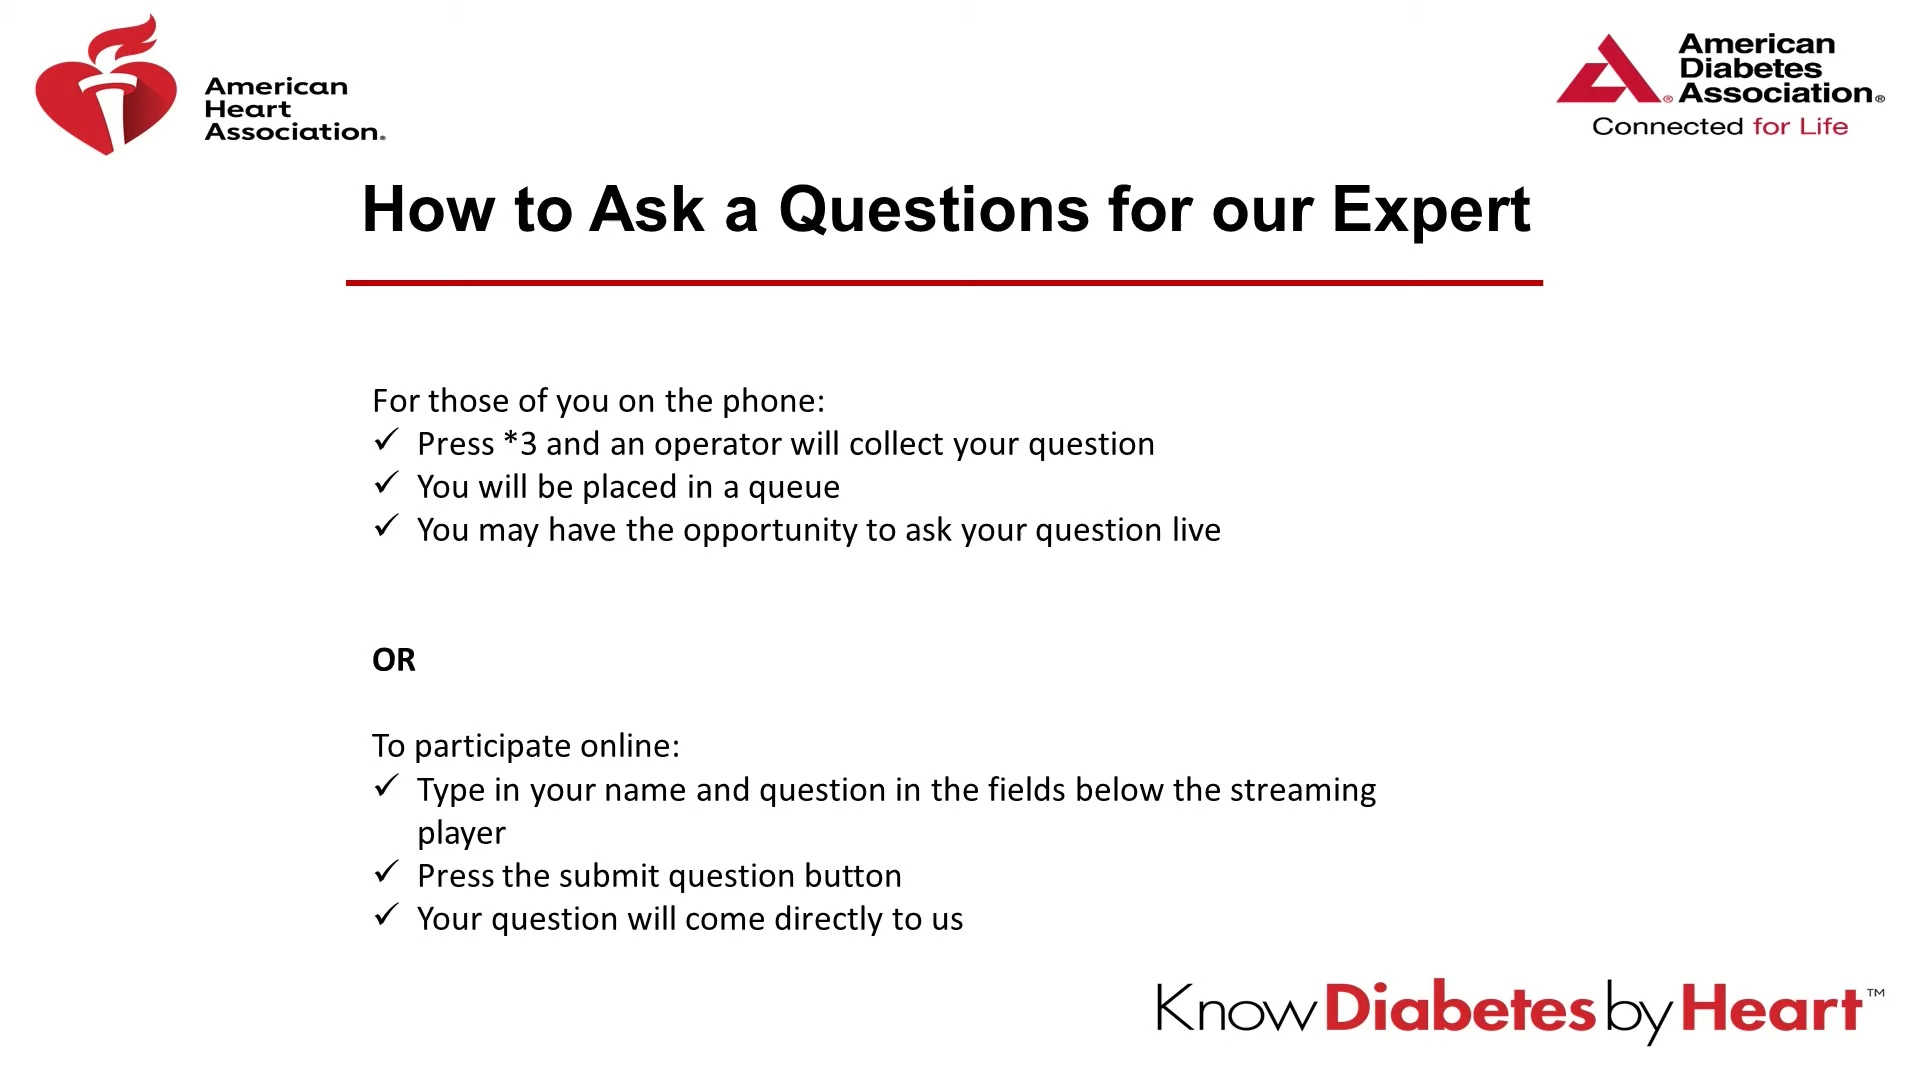 American
Heart
Association®
American
Diabetes
Association®
Connected for Life
How to Ask a Questions for our Expert
For those of you on the phone:
✓ Press *3 and an operator will collect your question
✓ You will be placed in a queue
✓ You may have the opportunity to ask your question live
OR
To participate online:
✓ Type in your name and question in the fields below the streaming
player
✓ Press the submit question button
✓ Your question will come directly to us
Know Diabetes by Heart™